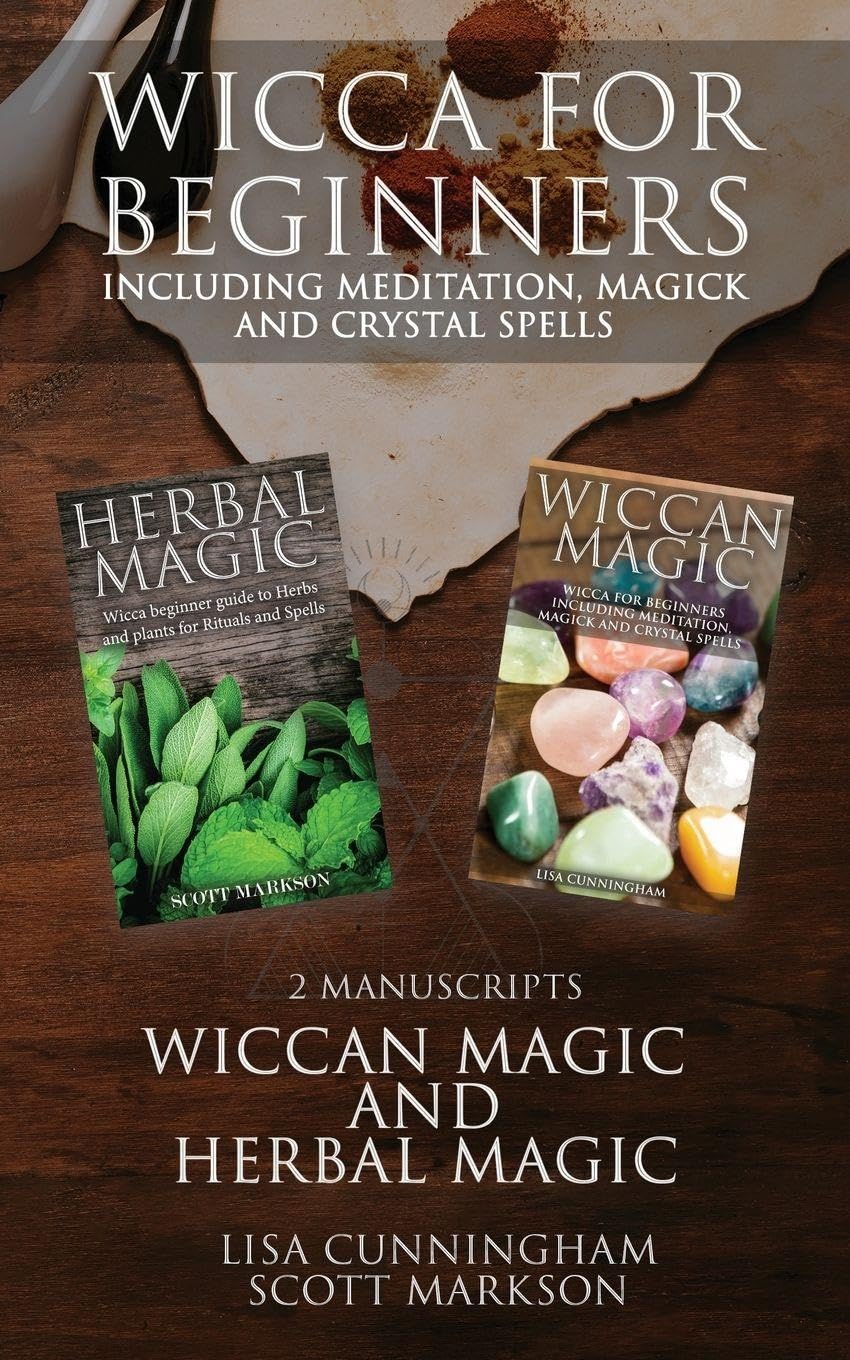 WICCA FOR
BEGINNERS
INCLUDING MEDITATION, MAGICK
AND CRYSTAL SPELLS
HERBAL
MAGIC
Wicca beginner guide to Herbs
and plants for Rituals and Spells
SCOTT MARKSON
WICCAN
MAGIC
WICCA FOR BEGINNERS
INCLUDING MEDITATION,
MAGICK AND CRYSTAL SPELLS
LISA CUNNINGHAM
2 MANUSCRIPTS
WICCAN MAGIC
AND
HERBAL MAGIC
LISA CUNNINGHAM
SCOTT MARKSON